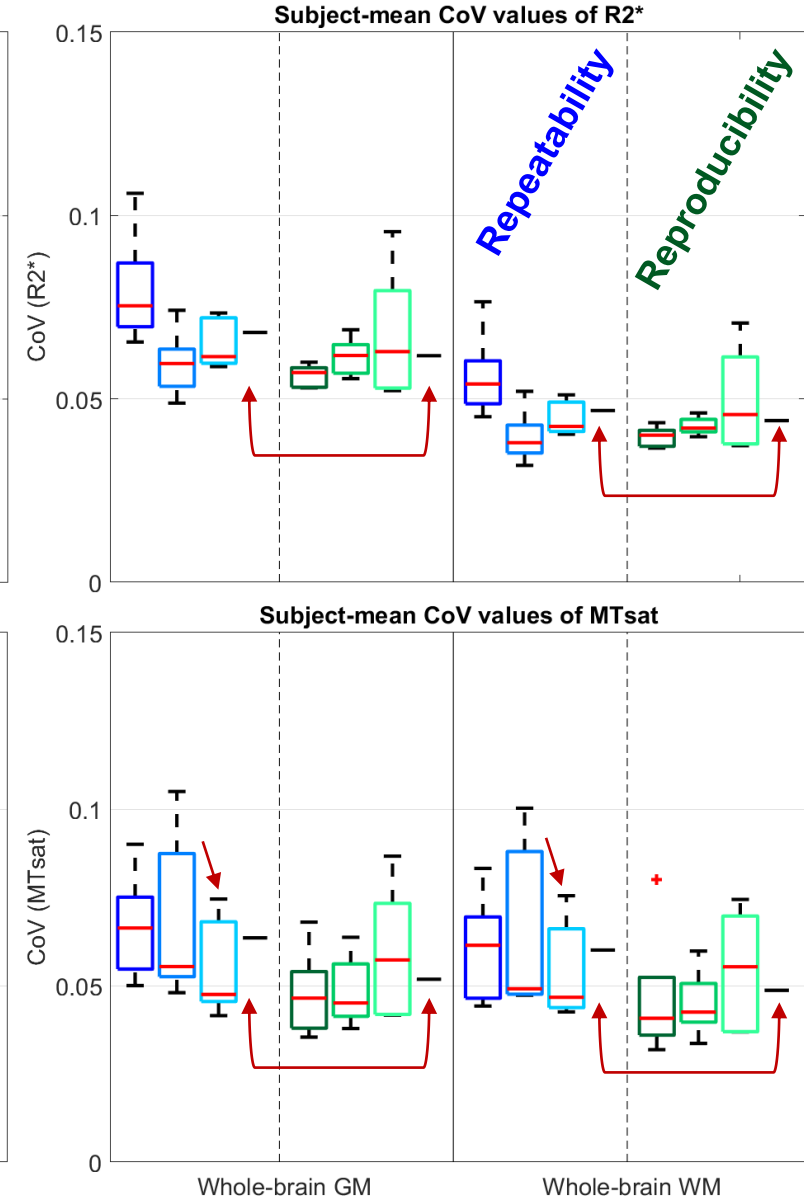 Subject-mean CoV values of R2*
0.15
0.1
0.05
0
CoV (R2*)
Repeatability
Reproducibility
Subject-mean CoV values of MTsat
0.15
0.1
0.05
0
CoV (MTsat)
Whole-brain GM
Whole-brain WM